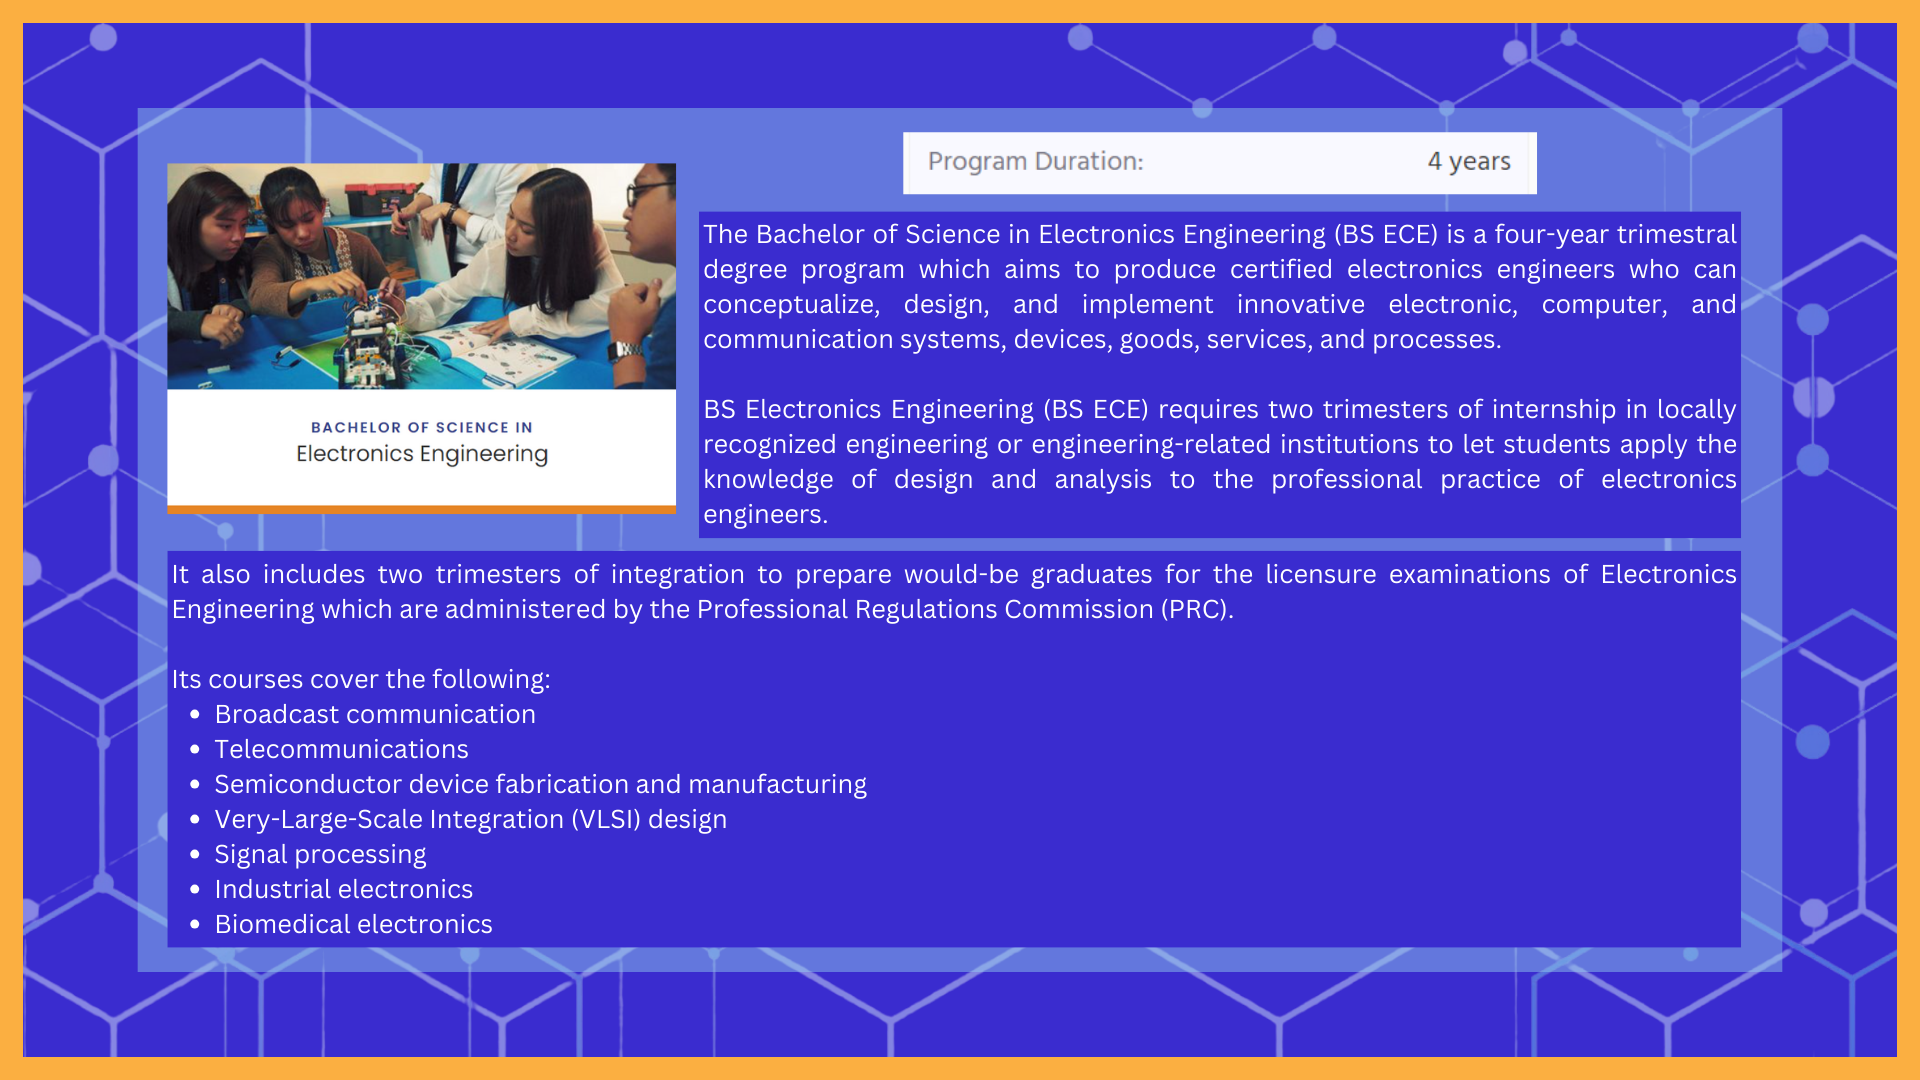 Program Duration: 4 years
BACHELOR OF SCIENCE IN
Electronics Engineering
The Bachelor of Science in Electronics Engineering (BS ECE) is a four-year trimestral
degree program which aims to produce certified electronics engineers who can
conceptualize, design, and implement innovative electronic, computer, and
communication systems, devices, goods, services, and processes.
BS Electronics Engineering (BS ECE) requires two trimesters of internship in locally
recognized engineering or engineering-related institutions to let students apply the
knowledge of design and analysis to the professional practice of electronics
engineers.
It also includes two trimesters of integration to prepare would-be graduates for the licensure examinations of Electronics
Engineering which are administered by the Professional Regulations Commission (PRC).
Its courses cover the following:
• Broadcast communication
• Telecommunications
• Semiconductor device fabrication and manufacturing
• Very-Large-Scale Integration (VLSI) design
• Signal processing
• Industrial electronics
• Biomedical electronics